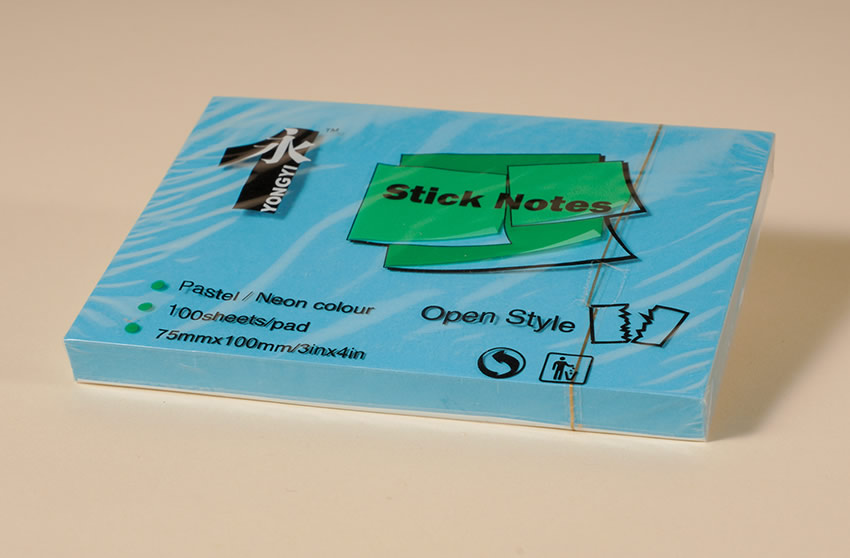 永
YONGYI
TM
Stick Notes
Pastel / Neon colour
100sheets/pad
75mmx100mm/3inx4in
Open Style